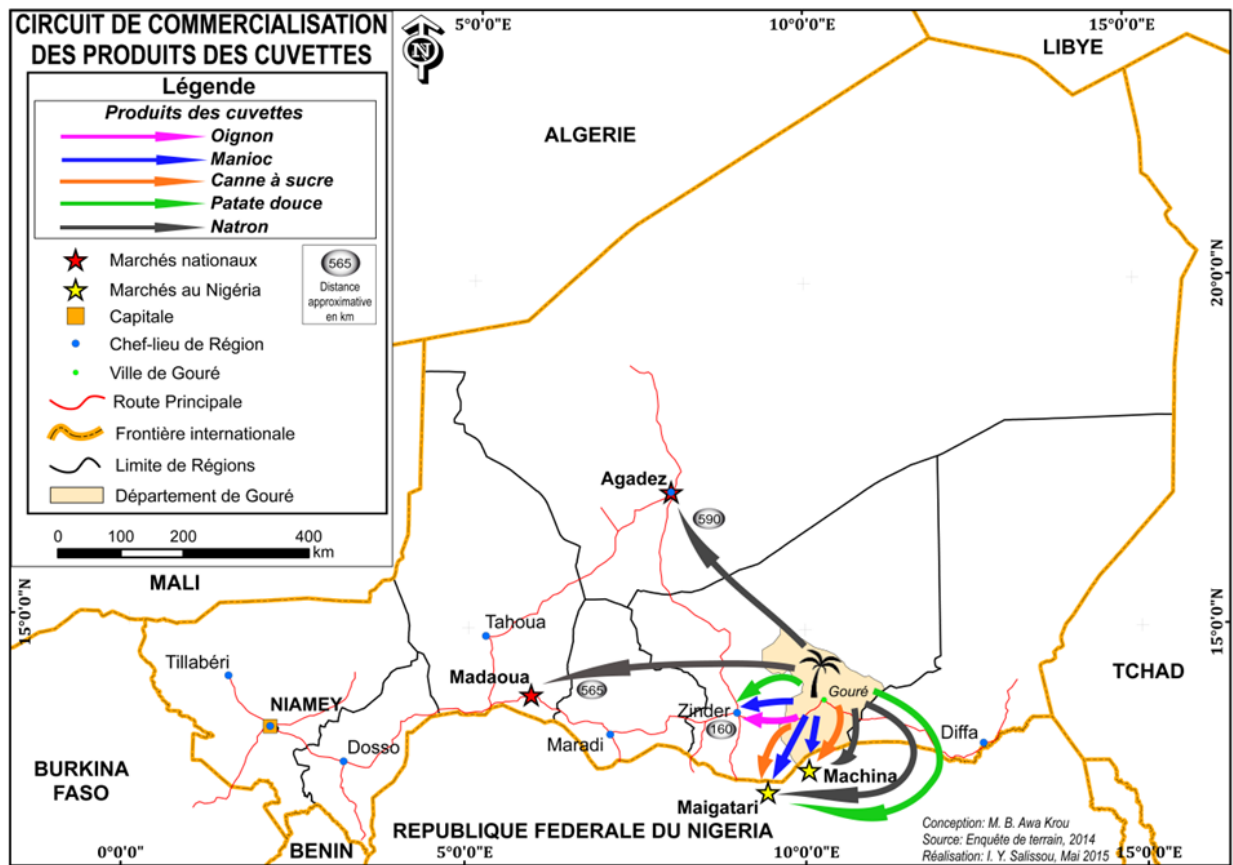 CIRCUIT DE COMMERCIALISATION
DES PRODUITS DES CUVETTES
Légende
Produits des cuvettes
Oignon
Manioc
Canne à sucre
Patate douce
Natron
Marchés nationaux
Marchés au Nigéria
Capitale
Chef-lieu de Région
Ville de Gouré
Route Principale
Frontière internationale
Limite de Régions
Département de Gouré
565
Distance
approximative
en km
0 100 200 400
km
N
5°0'0"E 10°0'0"E 15°0'0"E
LIBYE
ALGERIE
20°0'0"N
20°0'0"N
Agadez
590
MALI
15°0'0"N
15°0'0"N
Tahoua
Tillabéri
Madaoua
565
TCHAD
NIAMEY
Gouré
Zinder
160
Diffa
Dosso
Maradi
Machina
BURKINA
FASO
Maigatari
REPUBLIQUE FEDERALE DU NIGERIA
BENIN
Conception: M. B. Awa Krou
Source: Enquête de terrain, 2014
Réalisation: I. Y. Salissou, Mai 2015
0°0'0" 5°0'0"E 10°0'0"E 15°0'0"E